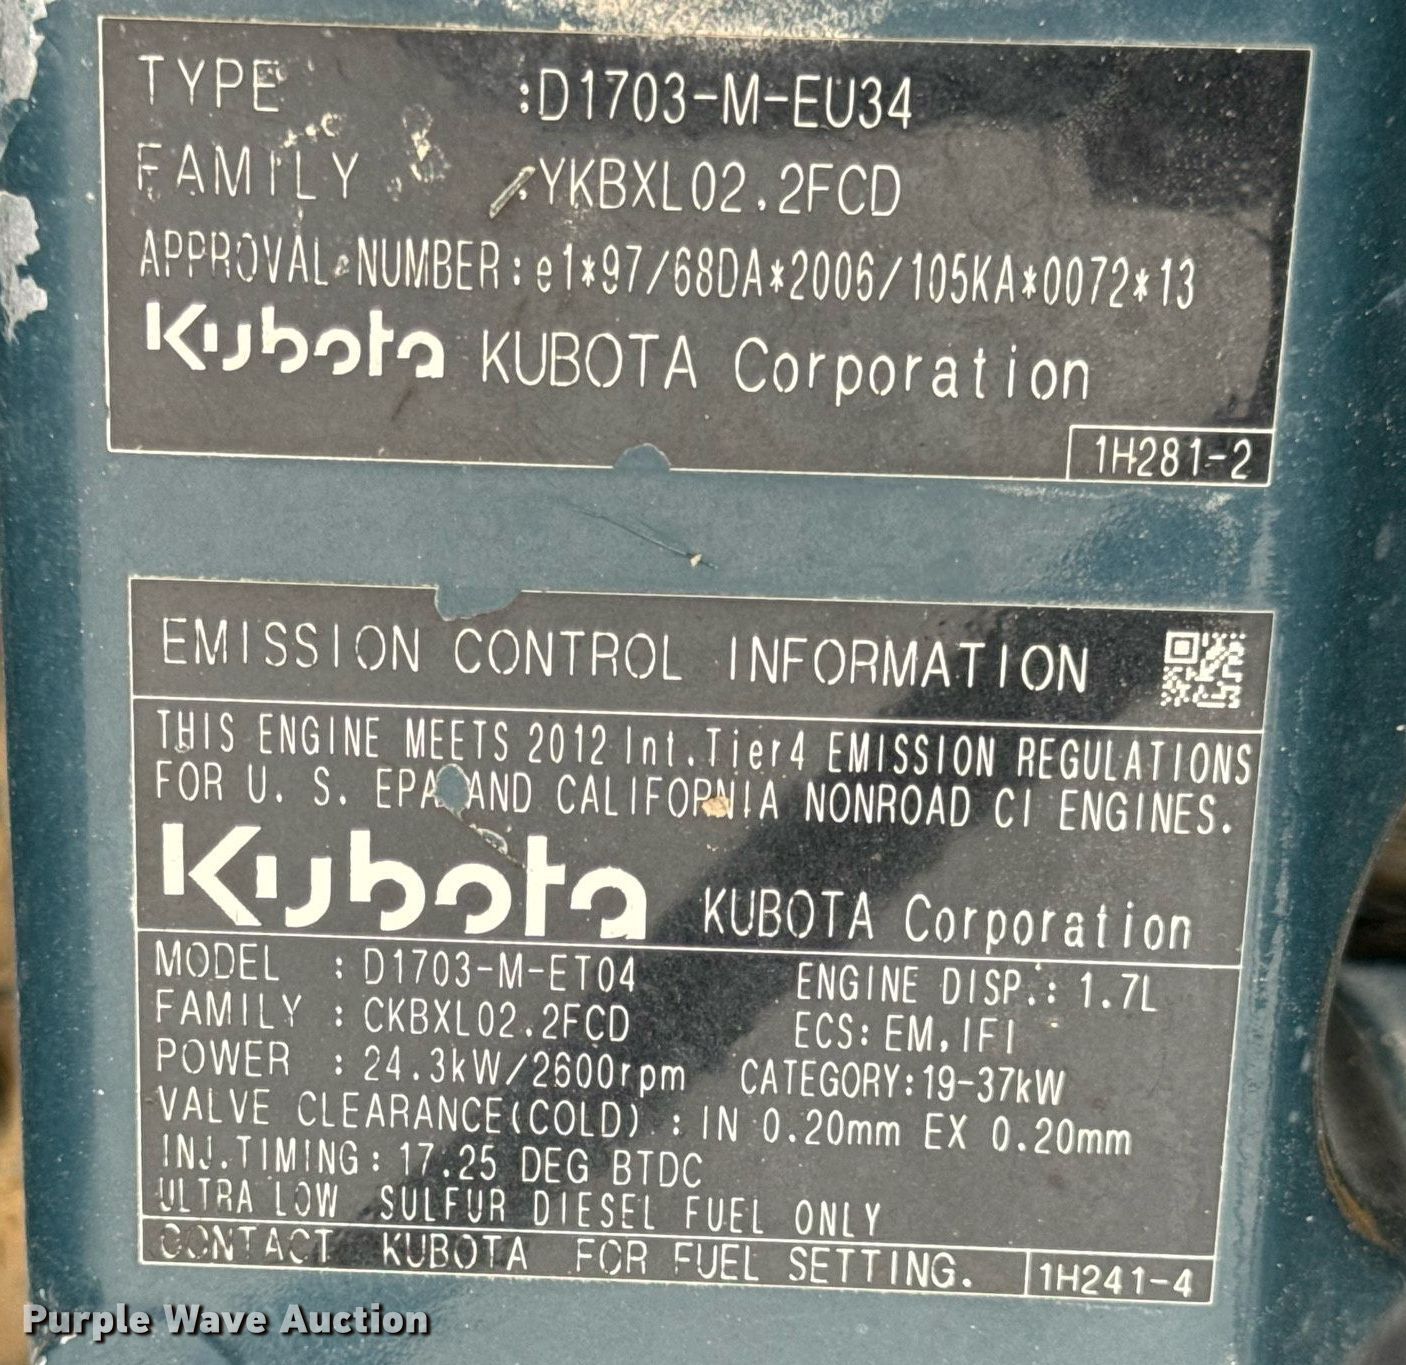 TYPE :D1703-M-EU34
FAMILY :YKBXL02.2FCD
APPROVAL NUMBER:e1*97/68DA*2006/105KA*0072*13
Kubota KUBOTA Corporation
1H281-2
EMISSION CONTROL INFORMATION
THIS ENGINE MEETS 2012 Int.Tier4 EMISSION REGULATIONS
FOR U. S. EPA AND CALIFORNIA NONROAD CI ENGINES.
Kubota KUBOTA Corporation
MODEL : D1703-M-ET04 ENGINE DISP.: 1.7L
FAMILY : CKBXL02.2FCD ECS: EM,IFI
POWER : 24.3kW/2600rpm CATEGORY:19-37kW
VALVE CLEARANCE(COLD) : IN 0.20mm EX 0.20mm
INJ.TIMING: 17.25 DEG BTDC
ULTRA LOW SULFUR DIESEL FUEL ONLY
CONTACT KUBOTA FOR FUEL SETTING. 1H241-4
Purple Wave Auction